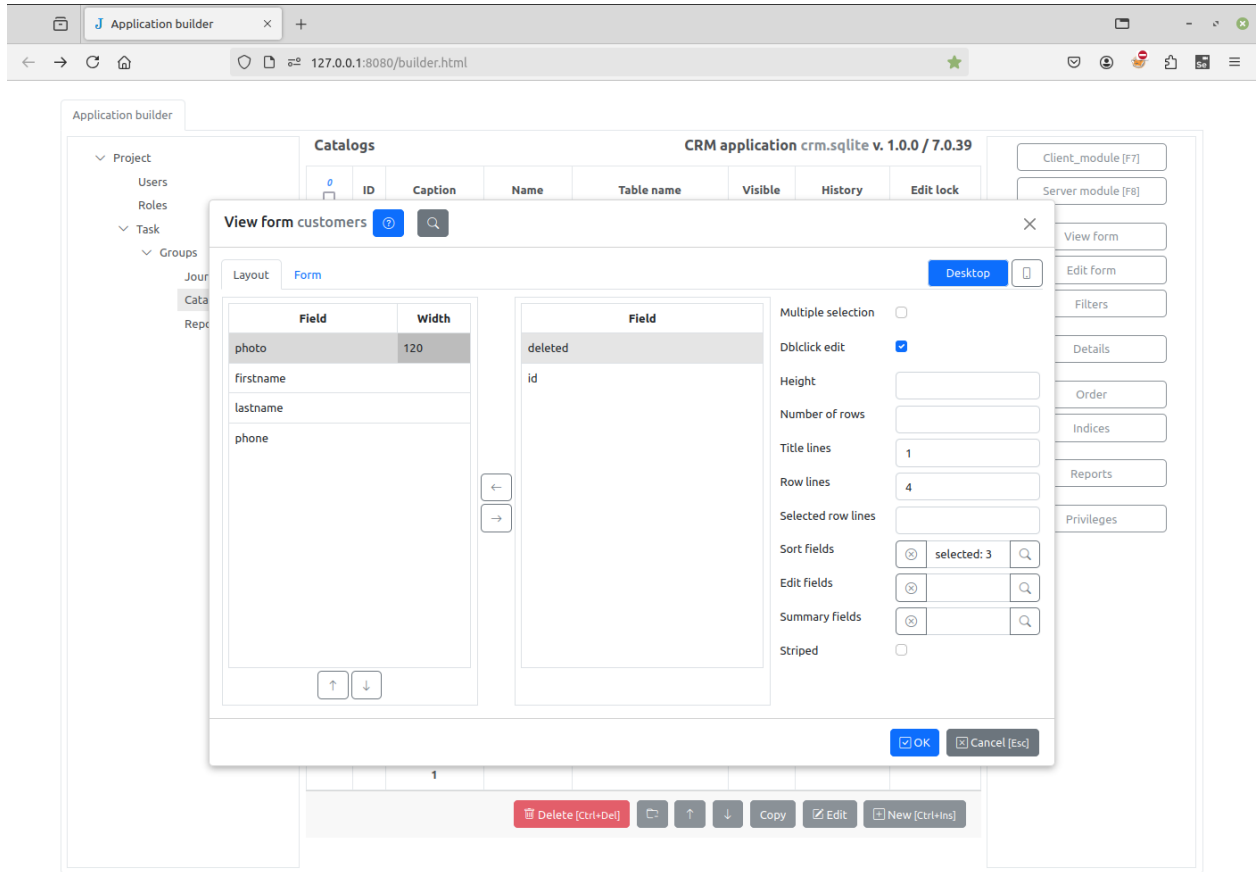 Application builder
127.0.0.1:8080/builder.html
Application builder
Project
Users
Roles
Task
Groups
Jour
Cata
Repo
Catalogs
CRM application crm.sqlite v. 1.0.0 / 7.0.39
0 ID Caption Name Table name Visible History Edit lock
Client_module [F7]
Server module [F8]
View form
Edit form
Filters
Details
Order
Indices
Reports
Privileges
View form customers
Layout Form
Desktop
Field Width
photo 120
firstname
lastname
phone
Field
deleted
id
Multiple selection
Dblclick edit
Height
Number of rows
Title lines 1
Row lines 4
Selected row lines
Sort fields selected: 3
Edit fields
Summary fields
Striped
OK Cancel [Esc]
1
Delete [Ctrl+Del] Copy Edit New [Ctrl+Ins]